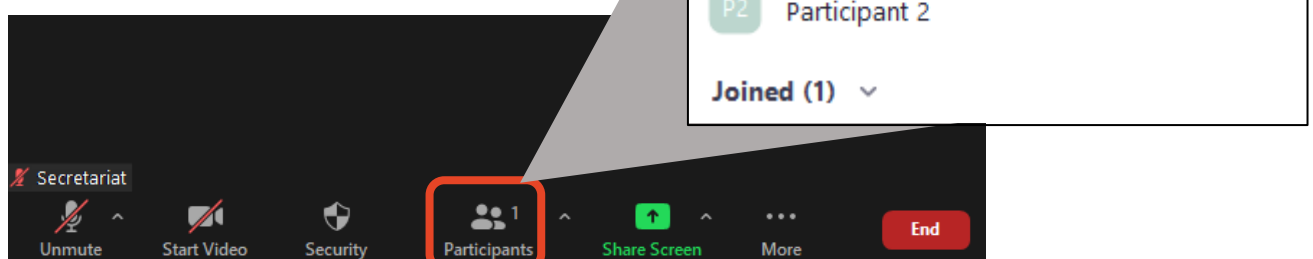 P2 Participant 2
Joined (1)
Secretariat
Unmute
Start Video
Security
1
Participants
Share Screen
More
End